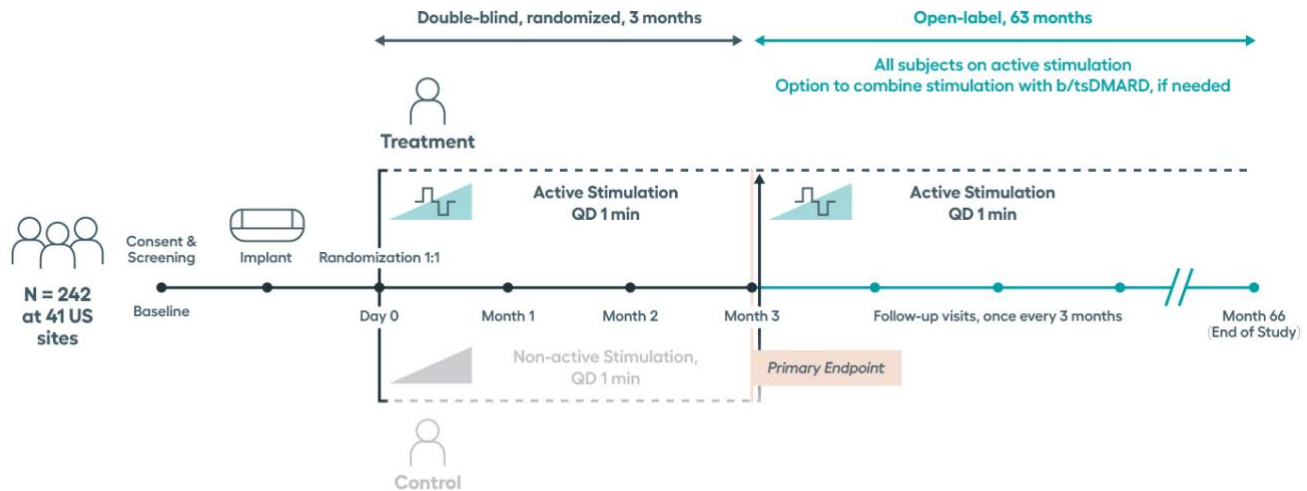 Double-blind, randomized, 3 months
Open-label, 63 months
All subjects on active stimulation
Option to combine stimulation with b/tsDMARD, if needed
Treatment
Active Stimulation
QD 1 min
Active Stimulation
QD 1 min
N = 242
at 41 US
sites
Consent &
Screening
Baseline
Implant
Randomization 1:1
Day 0
Month 1
Month 2
Month 3
Follow-up visits, once every 3 months
Month 66
(End of Study)
Non-active Stimulation,
QD 1 min
Primary Endpoint
Control